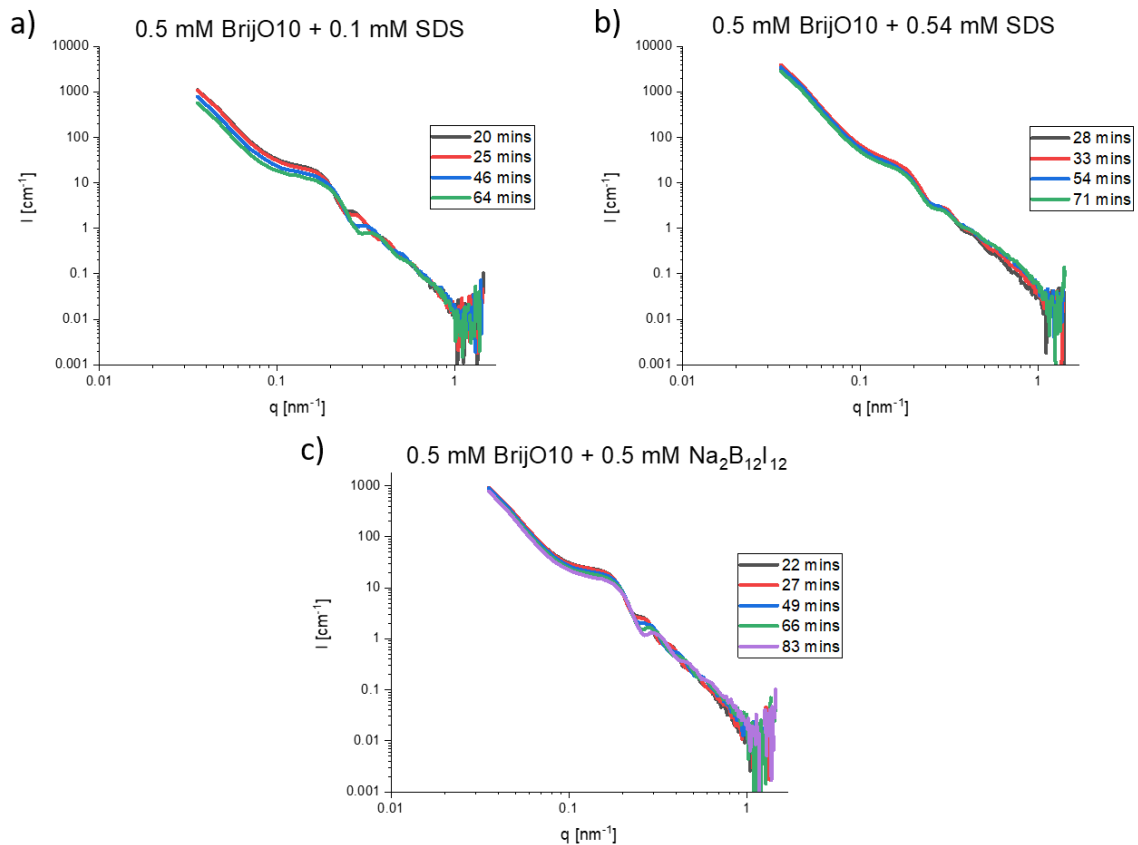 a)
0.5 mM BrijO10 + 0.1 mM SDS
10000
1000
100
10
1
0.1
0.01
0.001
I [cm⁻¹]
0.01
0.1
1
q [nm⁻¹]
20 mins
25 mins
46 mins
64 mins
b)
0.5 mM BrijO10 + 0.54 mM SDS
10000
1000
100
10
1
0.1
0.01
0.001
I [cm⁻¹]
0.01
0.1
1
q [nm⁻¹]
28 mins
33 mins
54 mins
71 mins
c)
0.5 mM BrijO10 + 0.5 mM Na₂B₁₂I₁₂
1000
100
10
1
0.1
0.01
0.001
I [cm⁻¹]
0.01
0.1
1
q [nm⁻¹]
22 mins
27 mins
49 mins
66 mins
83 mins